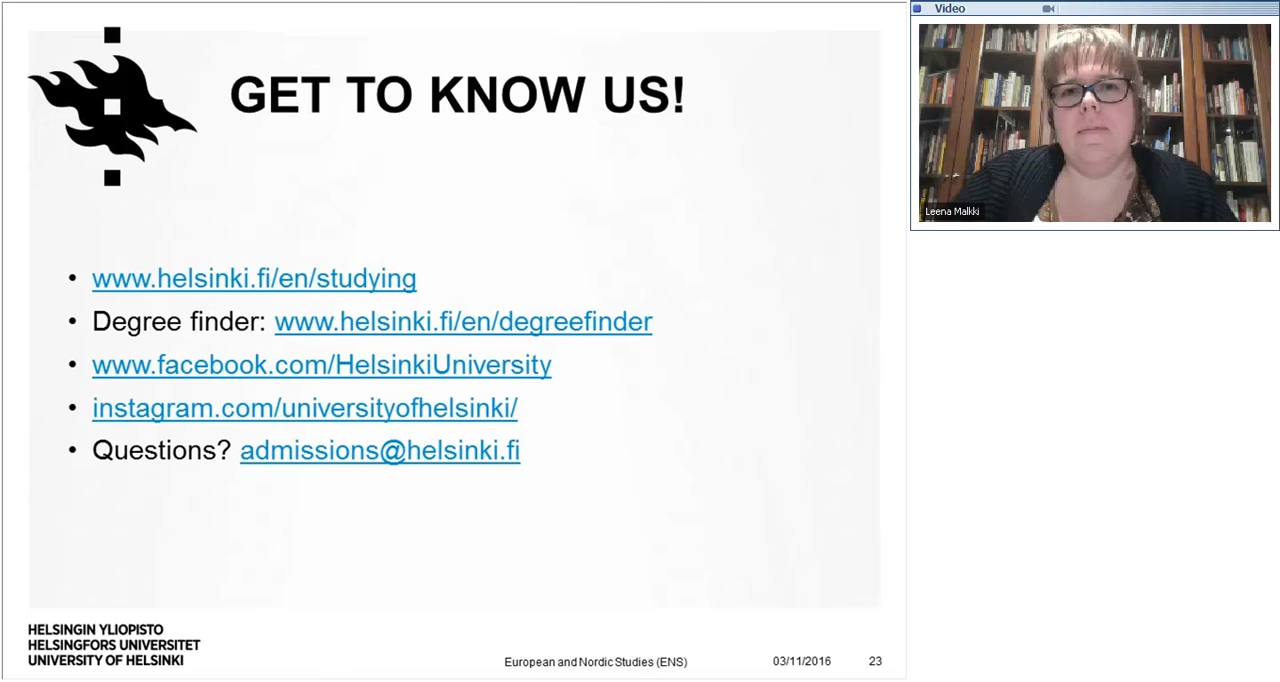 GET TO KNOW US!
www.helsinki.fi/en/studying
Degree finder: www.helsinki.fi/en/degreefinder
www.facebook.com/HelsinkiUniversity
instagram.com/universityofhelsinki/
Questions? admissions@helsinki.fi
HELSINGIN YLIOPISTO
HELSINGFORS UNIVERSITET
UNIVERSITY OF HELSINKI
European and Nordic Studies (ENS)
03/11/2016
23
Video
Leena Malkki